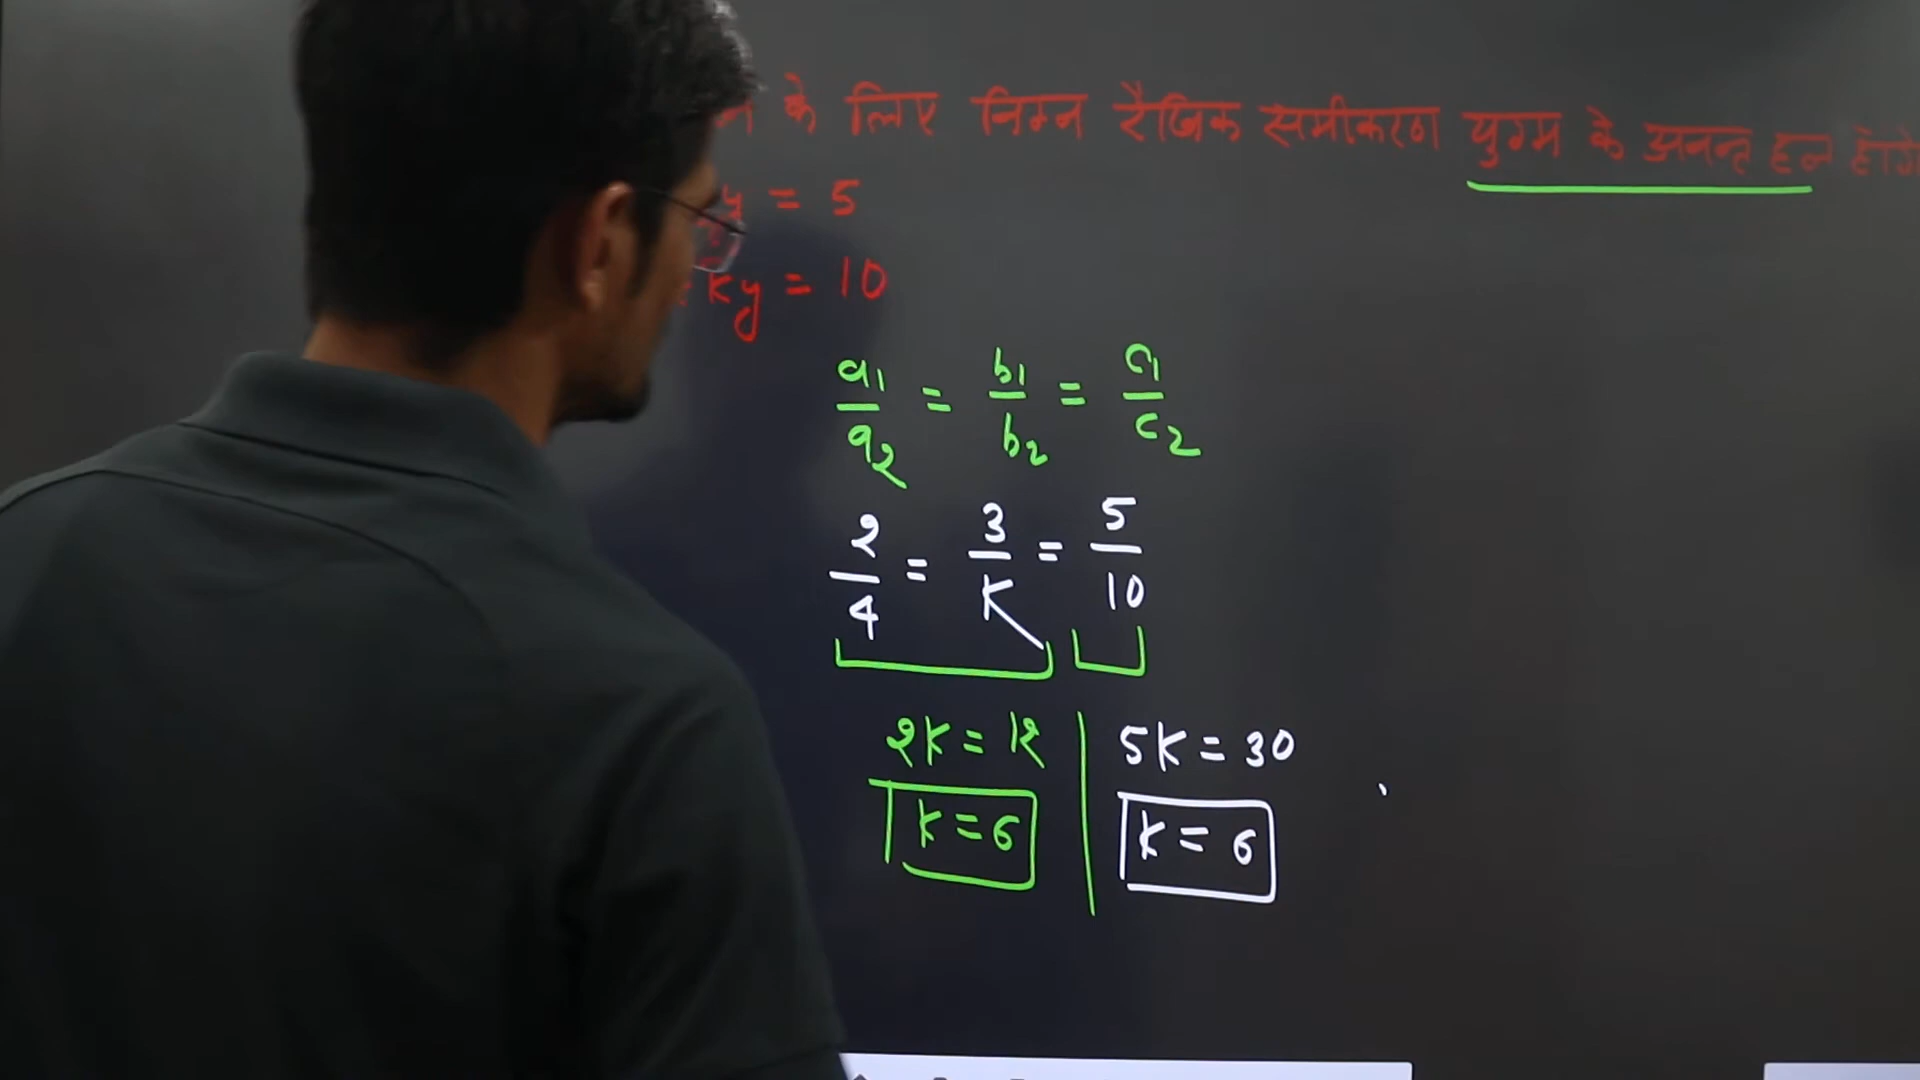 के लिए निम्न रैखिक समीकरण युग्म के अनन्त हल होंगे
y = 5
ky = 10
a1/a2 = b1/b2 = c1/c2
2/4 = 3/K = 5/10
2K = 12
5K = 30
K = 6
K = 6